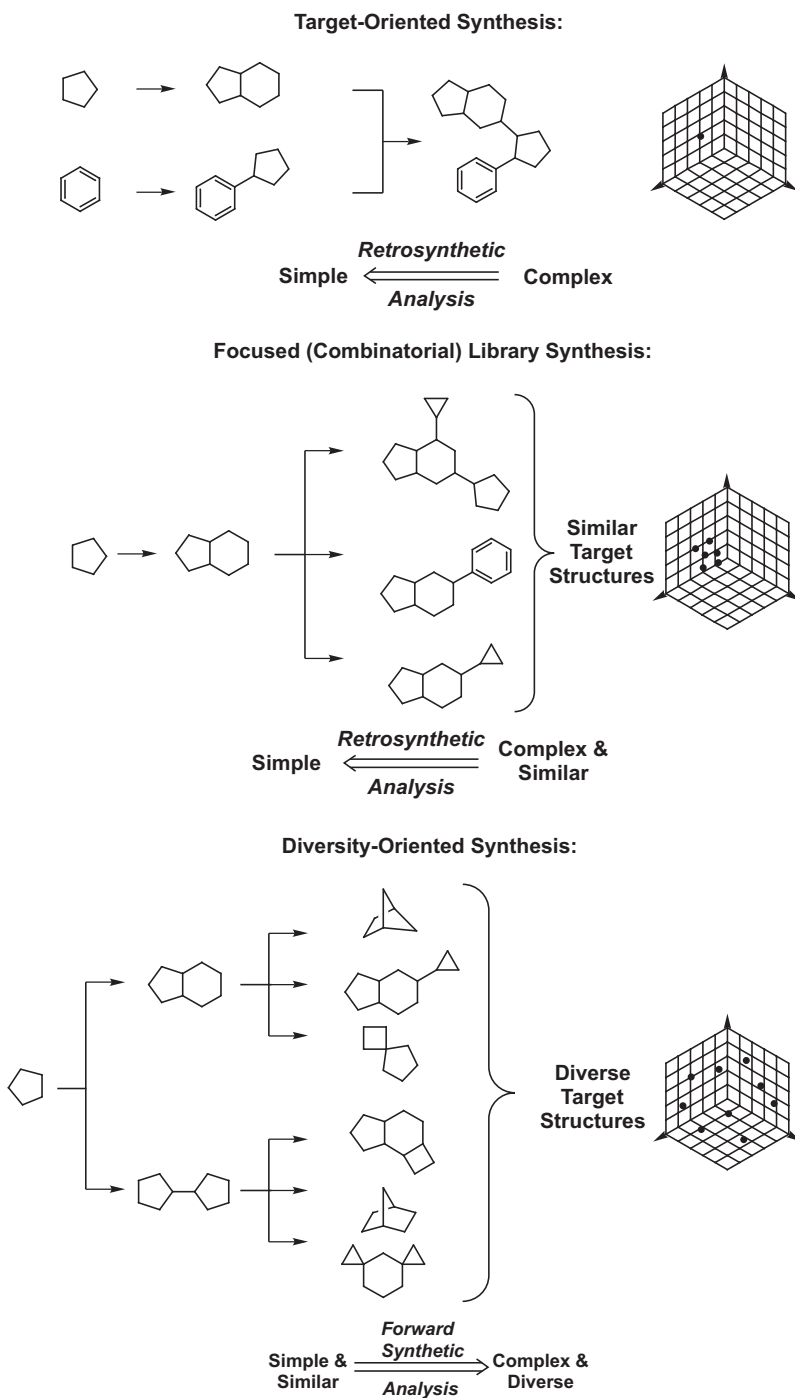 Target-Oriented Synthesis:
Retrosynthetic
Simple
Complex
Analysis
Focused (Combinatorial) Library Synthesis:
Similar
Target
Structures
Retrosynthetic
Simple
Complex &
Similar
Analysis
Diversity-Oriented Synthesis:
Diverse
Target
Structures
Forward
Synthetic
Simple &
Similar
Complex &
Diverse
Analysis